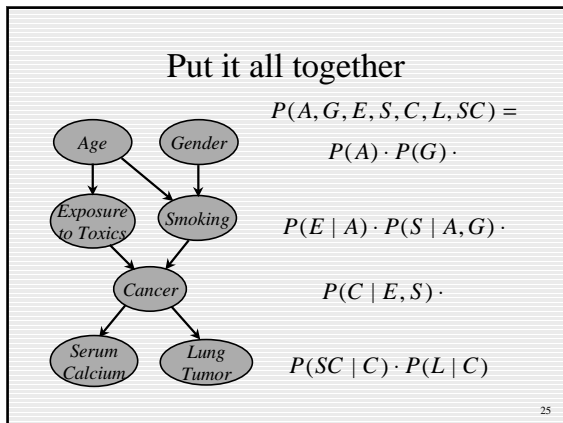 Put it all together
P(A, G, E, S, C, L, SC) =
P(A) · P(G) ·
P(E | A) · P(S | A, G) ·
P(C | E, S) ·
P(SC | C) · P(L | C)
Age
Gender
Exposure
to Toxics
Smoking
Cancer
Serum
Calcium
Lung
Tumor
25